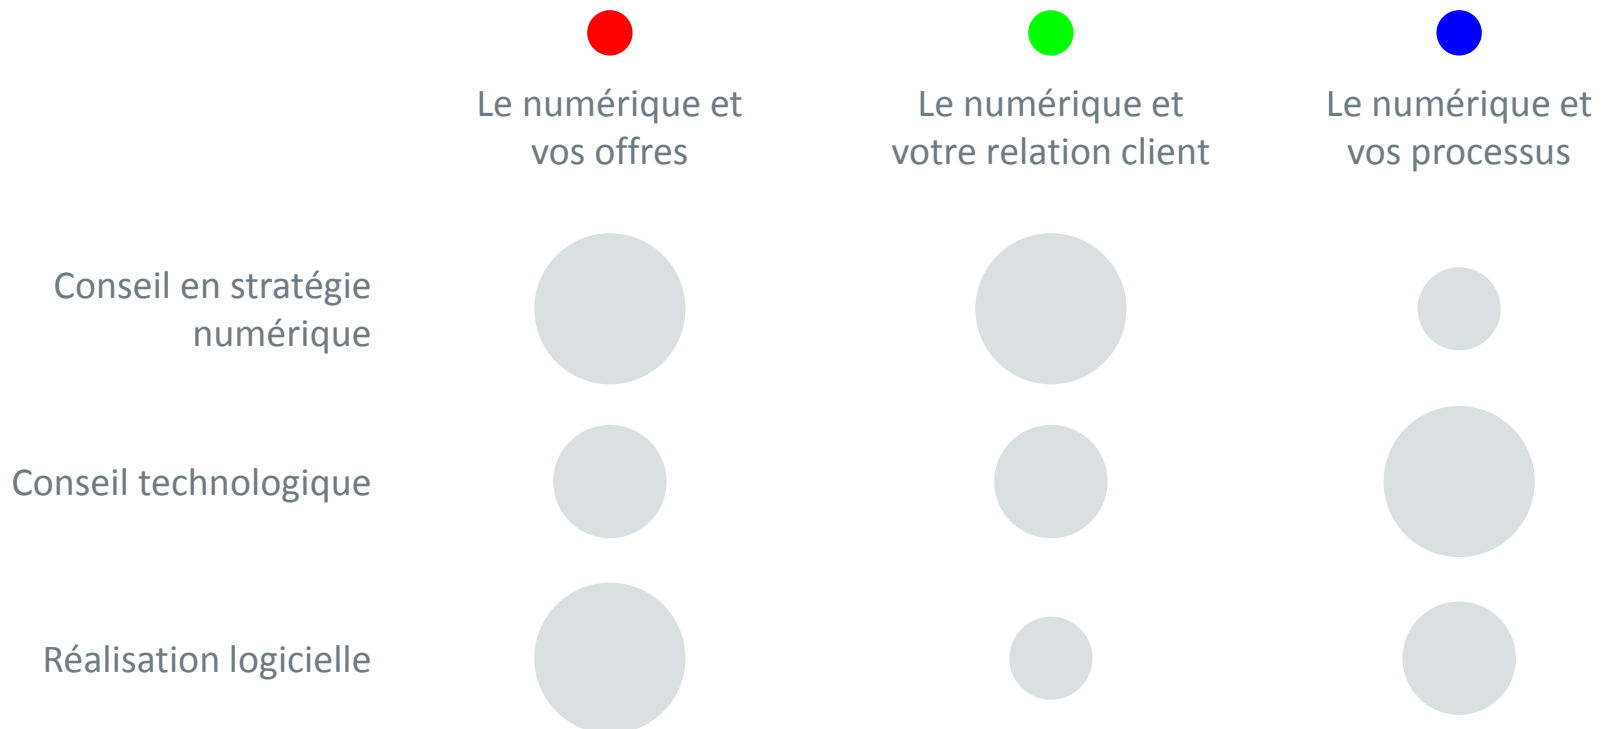 Le numérique et
vos offres
Le numérique et
votre relation client
Le numérique et
vos processus
Conseil en stratégie
numérique
Conseil technologique
Réalisation logicielle